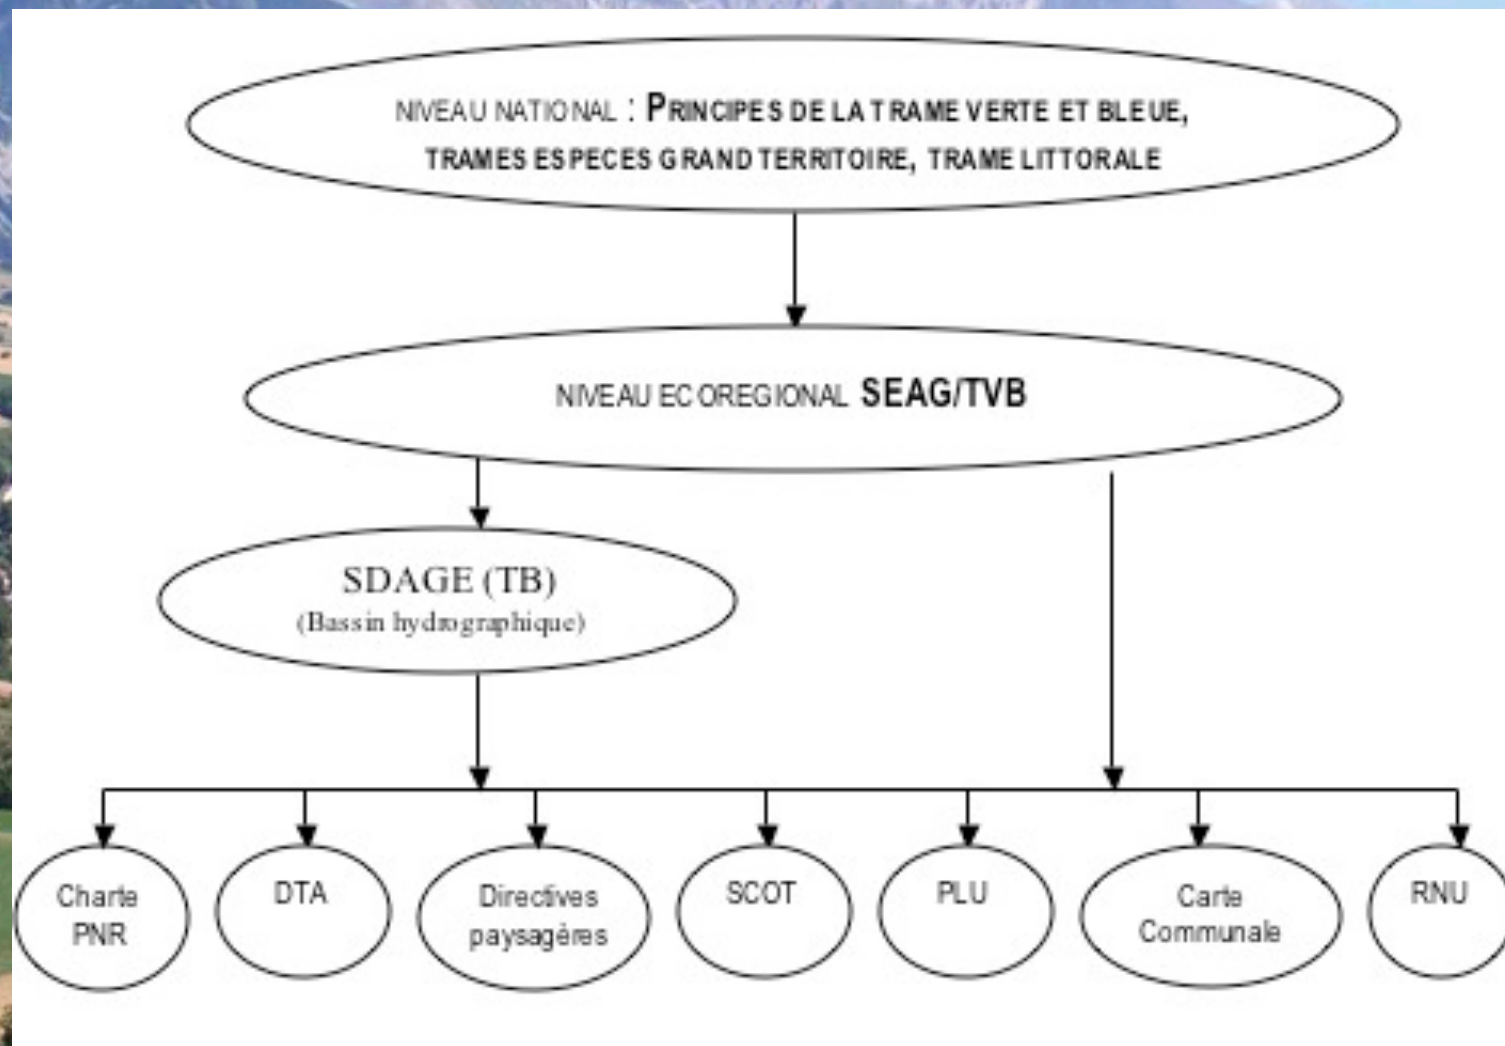 NIVEAU NATIONAL : PRINCIPES DE LA TRAME VERTE ET BLEUE,
TRAMES ESPECES GRAND TERRITOIRE, TRAME LITTORALE
NIVEAU ECOREGIONAL SEAG/TVB
SDAGE (TB)
(Bassin hydrographique)
Charte
PNR
DTA
Directives
paysagères
SCOT
PLU
Carte
Communale
RNU